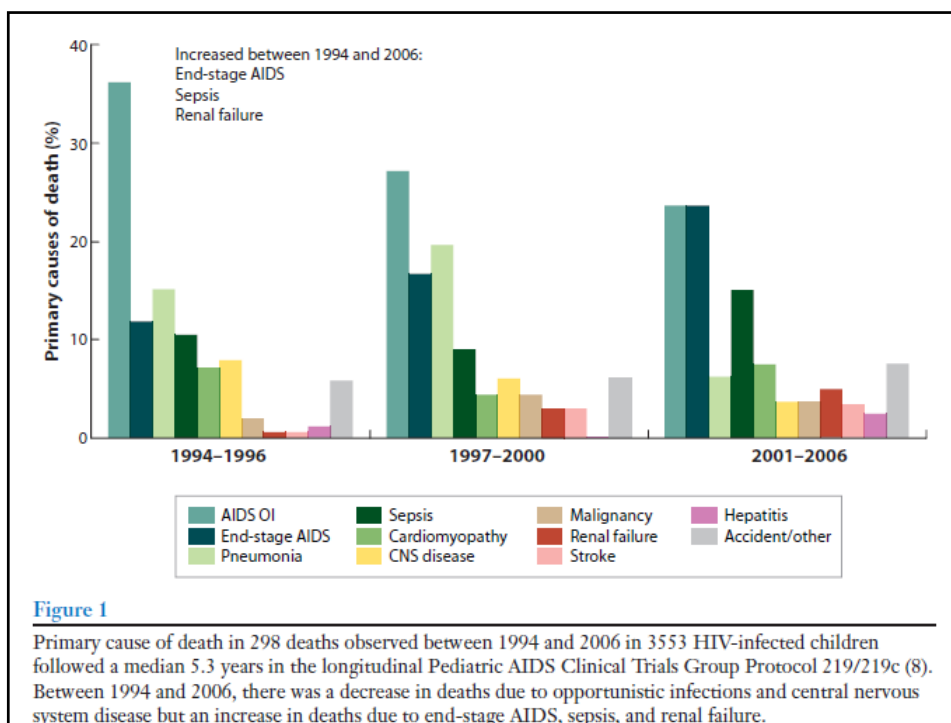 40
Increased between 1994 and 2006:
End-stage AIDS
Sepsis
Renal failure
30
20
10
0
Primary causes of death (%)
1994–1996
1997–2000
2001–2006
AIDS OI
End-stage AIDS
Pneumonia
Sepsis
Cardiomyopathy
CNS disease
Malignancy
Renal failure
Stroke
Hepatitis
Accident/other
Figure 1
Primary cause of death in 298 deaths observed between 1994 and 2006 in 3553 HIV-infected children
followed a median 5.3 years in the longitudinal Pediatric AIDS Clinical Trials Group Protocol 219/219c (8).
Between 1994 and 2006, there was a decrease in deaths due to opportunistic infections and central nervous
system disease but an increase in deaths due to end-stage AIDS, sepsis, and renal failure.